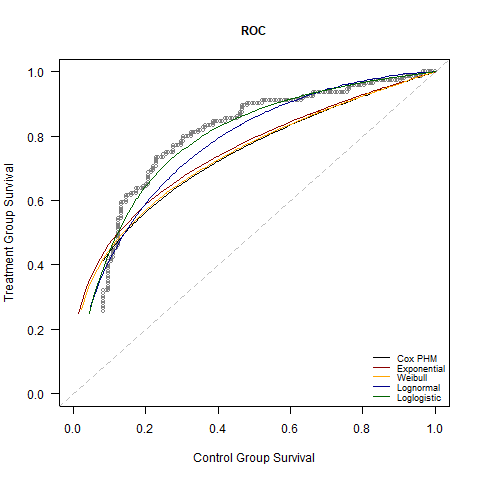 ROC
Treatment Group Survival
1.0
0.8
0.6
0.4
0.2
0.0
0.0 0.2 0.4 0.6 0.8 1.0
Control Group Survival
Cox PHM
Exponential
Weibull
Lognormal
Loglogistic